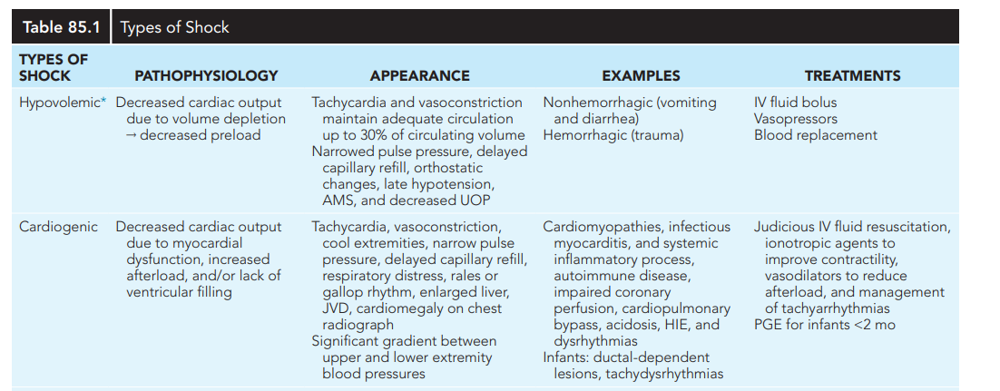 Table 85.1 Types of Shock
TYPES OF
SHOCK
PATHOPHYSIOLOGY
APPEARANCE
EXAMPLES
TREATMENTS
Hypovolemic*
Decreased cardiac output
due to volume depletion
→ decreased preload
Tachycardia and vasoconstriction
maintain adequate circulation
up to 30% of circulating volume
Narrowed pulse pressure, delayed
capillary refill, orthostatic
changes, late hypotension,
AMS, and decreased UOP
Nonhemorrhagic (vomiting
and diarrhea)
Hemorrhagic (trauma)
IV fluid bolus
Vasopressors
Blood replacement
Cardiogenic
Decreased cardiac output
due to myocardial
dysfunction, increased
afterload, and/or lack of
ventricular filling
Tachycardia, vasoconstriction,
cool extremities, narrow pulse
pressure, delayed capillary refill,
respiratory distress, rales or
gallop rhythm, enlarged liver,
JVD, cardiomegaly on chest
radiograph
Significant gradient between
upper and lower extremity
blood pressures
Cardiomyopathies, infectious
myocarditis, and systemic
inflammatory process,
autoimmune disease,
impaired coronary
perfusion, cardiopulmonary
bypass, acidosis, HIE, and
dysrhythmias
Infants: ductal-dependent
lesions, tachydysrhythmias
Judicious IV fluid resuscitation,
ionotropic agents to
improve contractility,
vasodilators to reduce
afterload, and management
of tachyarrhythmias
PGE for infants <2 mo